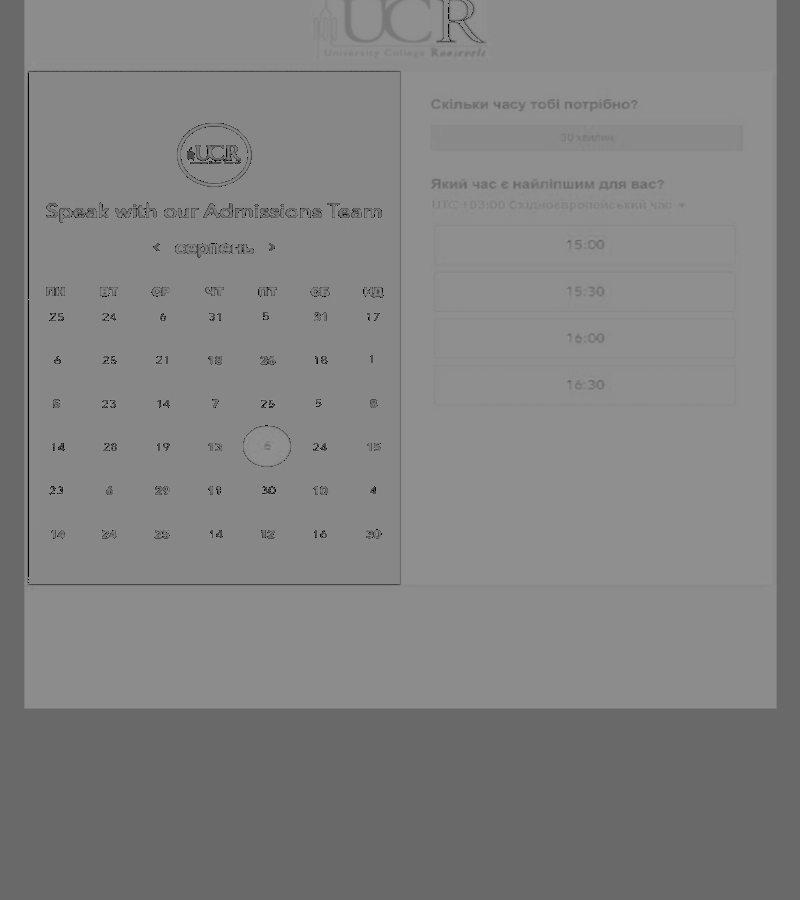 UCR
University College Roosevelt
UCR
Speak with our Admissions Team
< серпень >
ПН ВТ СР ЧТ ПТ СБ НД
25 24 6 31 5 31 17
6 25 21 18 26 18 1
8 23 14 7 25 5 8
14 28 19 13 6 24 15
23 6 29 11 30 10 4
14 24 25 14 12 16 30
Скільки часу тобі потрібно?
30 хвилин
Який час є найліпшим для вас?
UTC +03:00 Східноєвропейський час
15:00
15:30
16:00
16:30